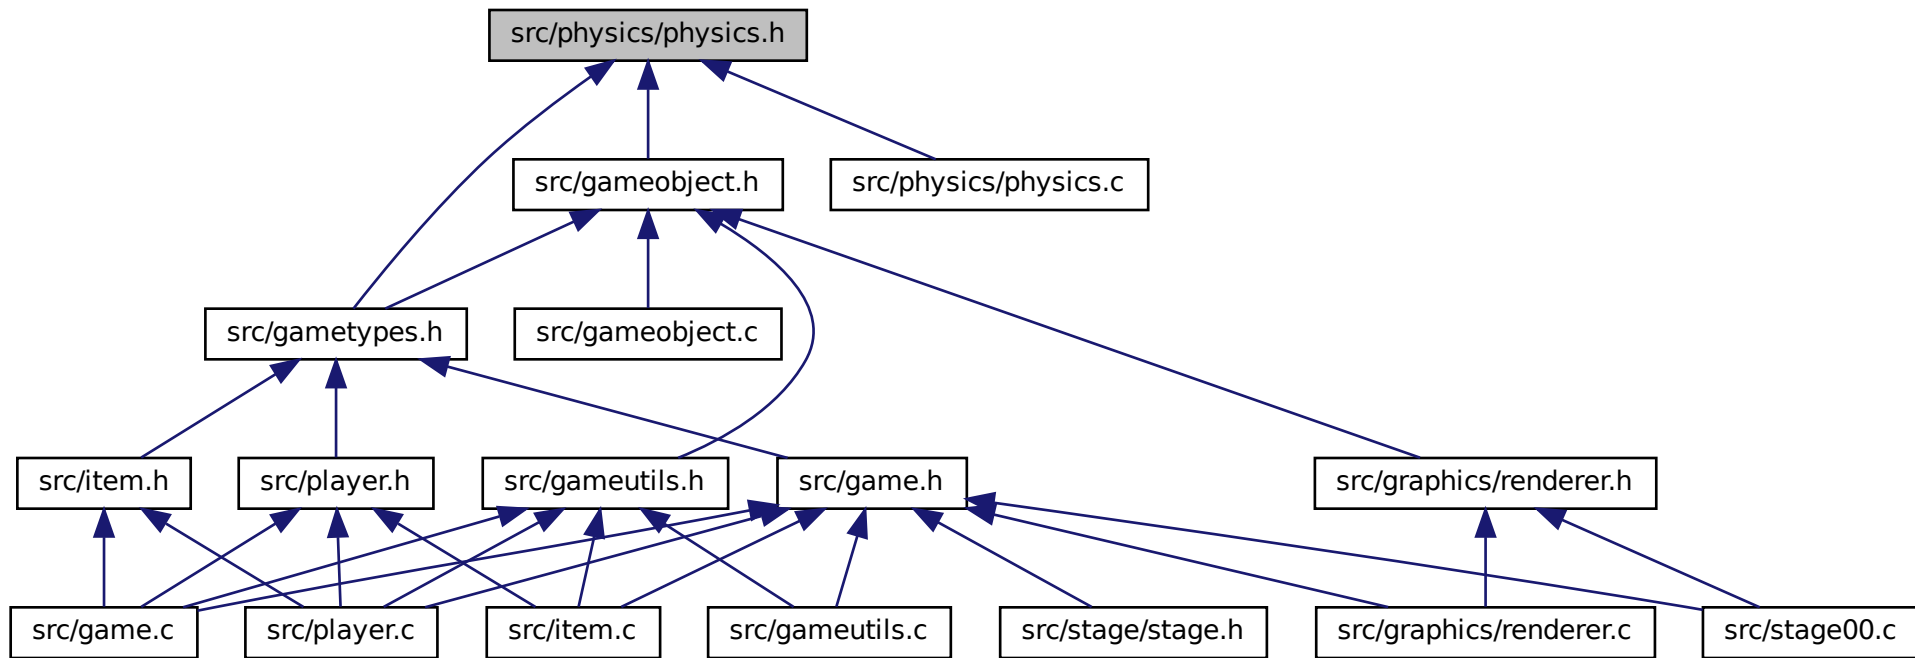 src/physics/physics.h
src/gameobject.h
src/physics/physics.c
src/gametypes.h
src/gameobject.c
src/item.h
src/player.h
src/gameutils.h
src/game.h
src/graphics/renderer.h
src/game.c
src/player.c
src/item.c
src/gameutils.c
src/stage/stage.h
src/graphics/renderer.c
src/stage00.c